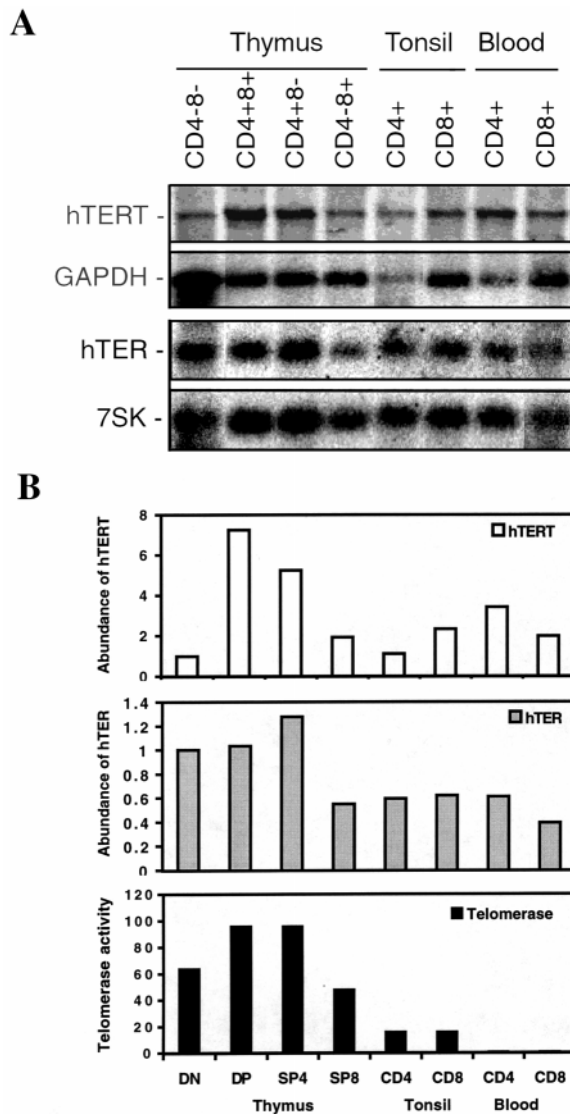 A
Thymus Tonsil Blood
CD4-8- CD4+8+ CD4+8- CD4-8+ CD4+ CD8+ CD4+ CD8+
hTERT -
GAPDH -
hTER -
7SK -
B
8
6
4
2
0
Abundance of hTERT
hTERT
1.4
1.2
1
0.8
0.6
0.4
0.2
0
Abundance of hTER
hTER
120
100
80
60
40
20
0
Telomerase activity
Telomerase
DN DP SP4 SP8 CD4 CD8 CD4 CD8
Thymus Tonsil Blood